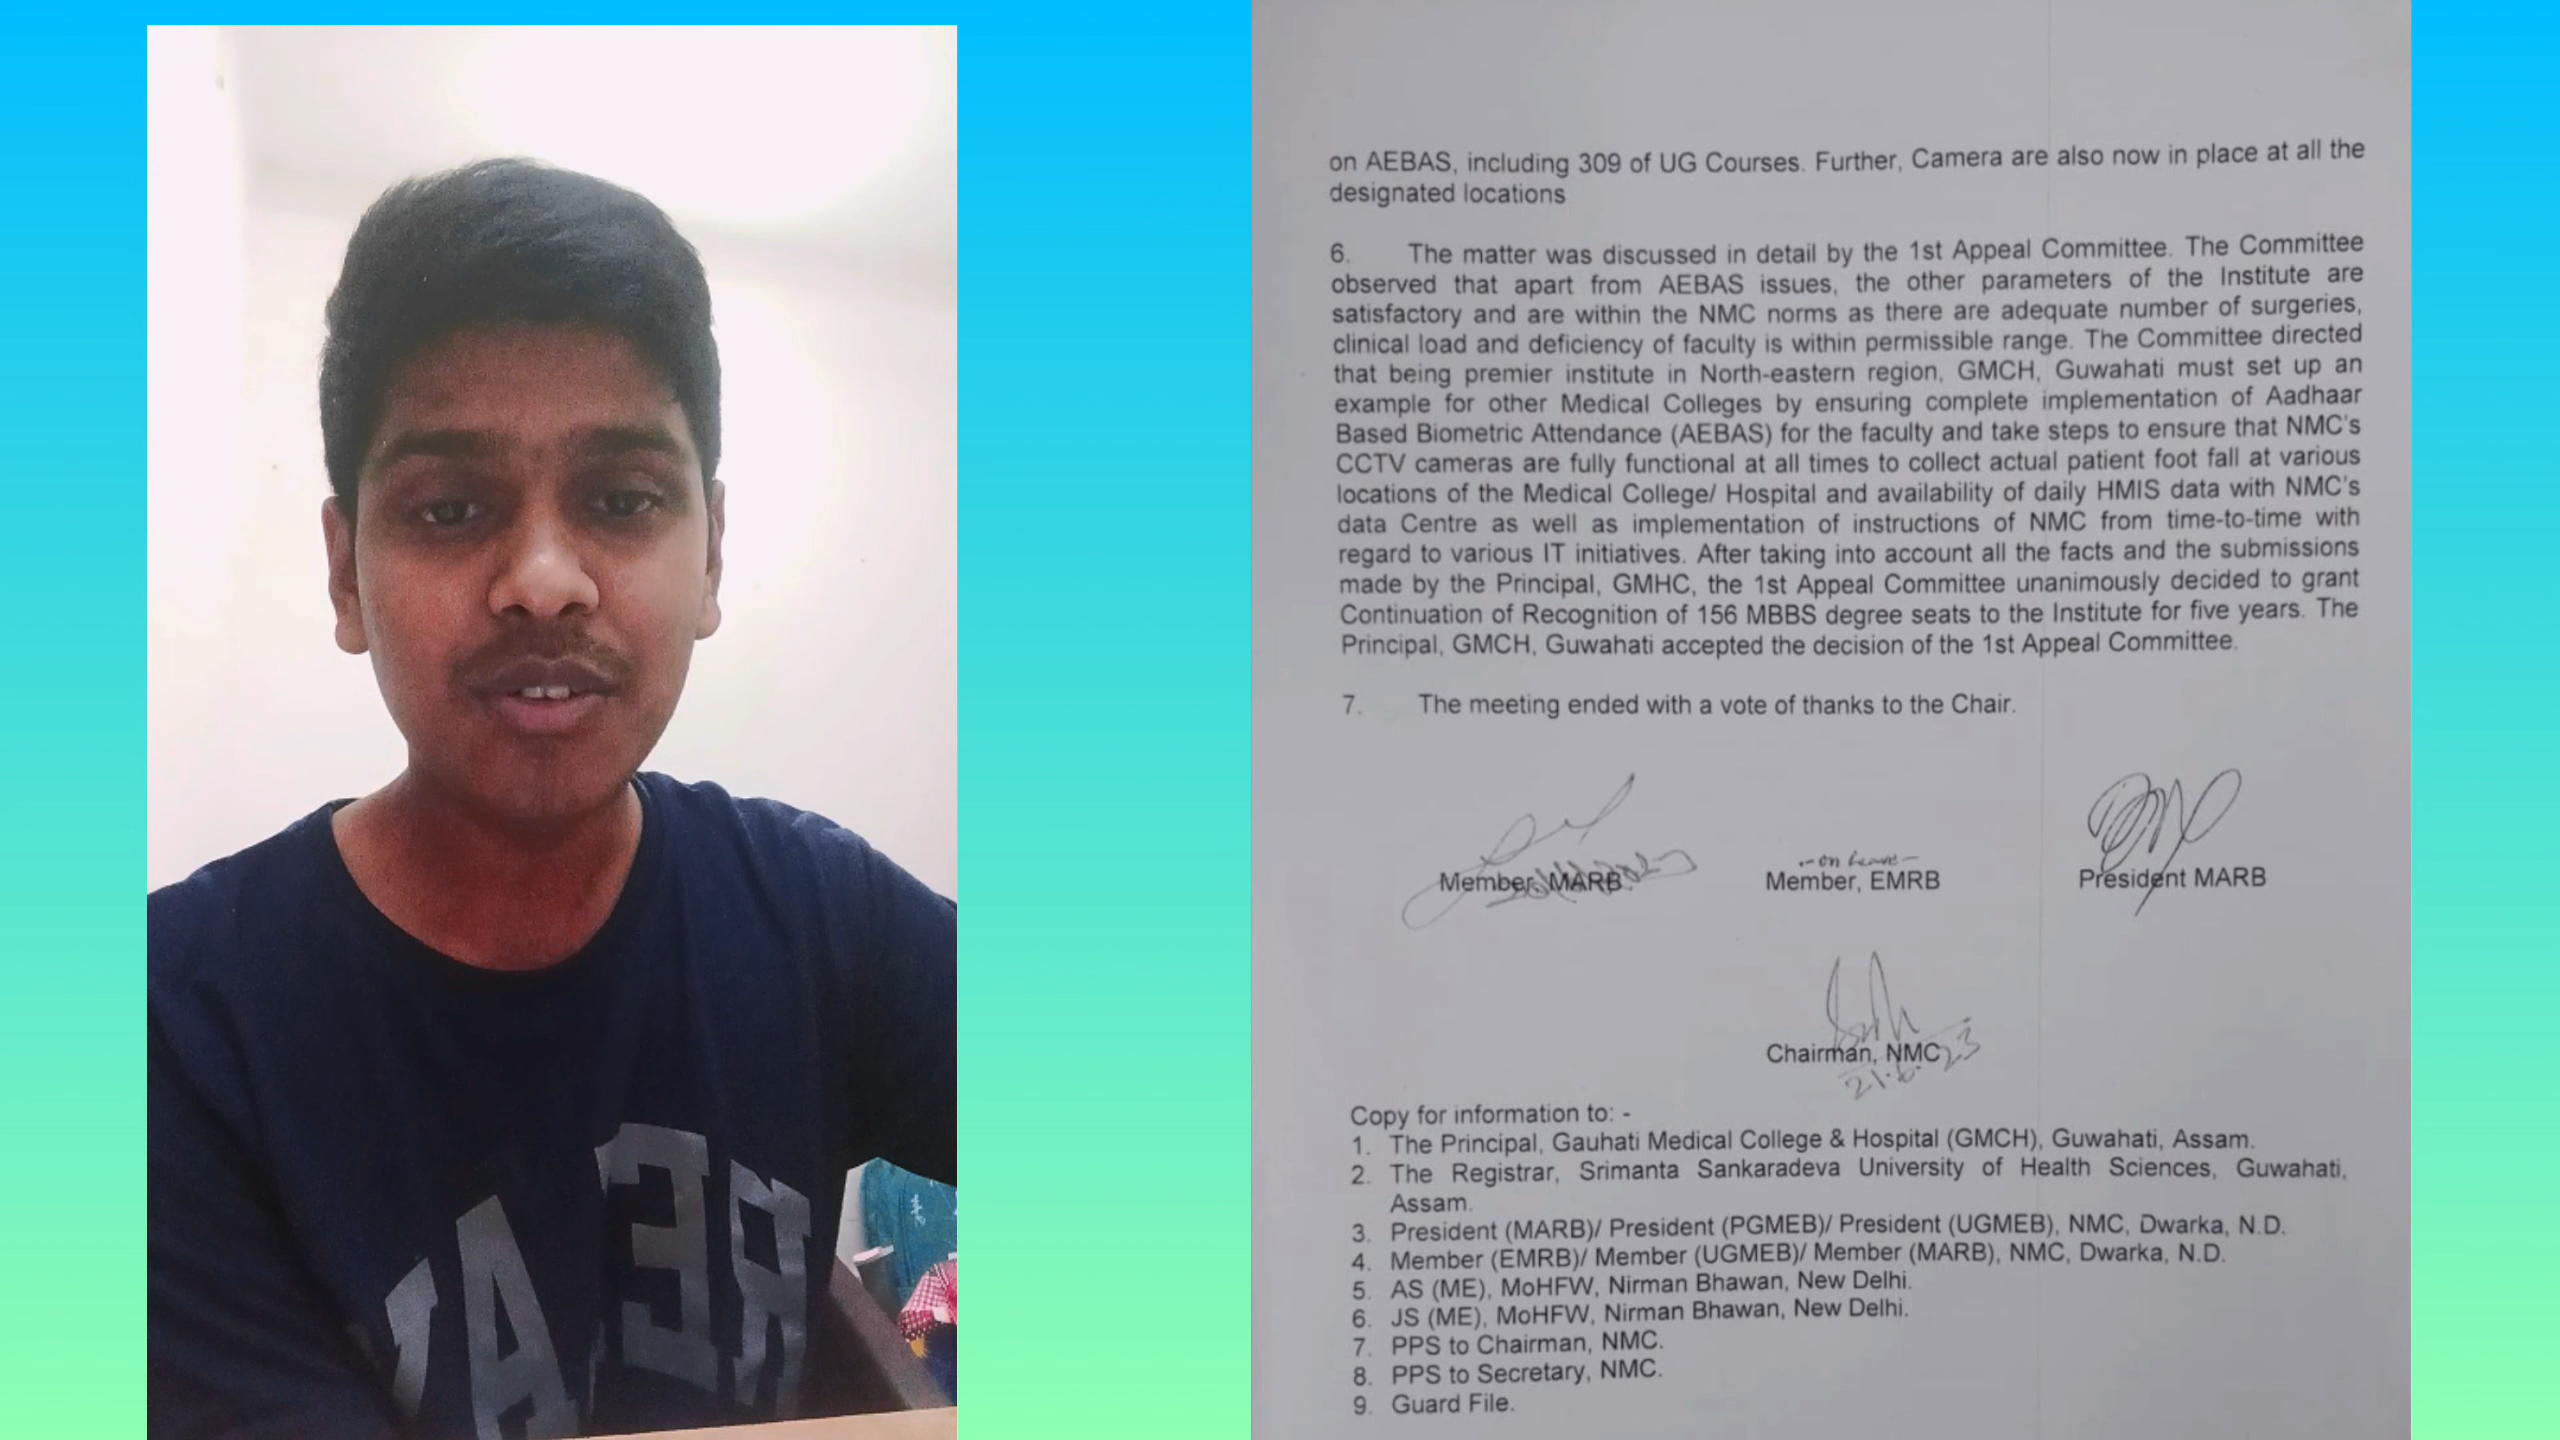 on AEBAS, including 309 of UG Courses. Further, Camera are also now in place at all the
designated locations
6. The matter was discussed in detail by the 1st Appeal Committee. The Committee
observed that apart from AEBAS issues, the other parameters of the Institute are
satisfactory and are within the NMC norms as there are adequate number of surgeries,
clinical load and deficiency of faculty is within permissible range. The Committee directed
that being premier institute in North-eastern region, GMCH, Guwahati must set up an
example for other Medical Colleges by ensuring complete implementation of Aadhaar
Based Biometric Attendance (AEBAS) for the faculty and take steps to ensure that NMC's
CCTV cameras are fully functional at all times to collect actual patient foot fall at various
locations of the Medical College/ Hospital and availability of daily HMIS data with NMC's
data Centre as well as implementation of instructions of NMC from time-to-time with
regard to various IT initiatives. After taking into account all the facts and the submissions
made by the Principal, GMHC, the 1st Appeal Committee unanimously decided to grant
Continuation of Recognition of 156 MBBS degree seats to the Institute for five years. The
Principal, GMCH, Guwahati accepted the decision of the 1st Appeal Committee.
7. The meeting ended with a vote of thanks to the Chair.
-on leave-
Member, MARB Member, EMRB President MARB
Chairman, NMC
21.6.23
Copy for information to: -
1. The Principal, Gauhati Medical College & Hospital (GMCH), Guwahati, Assam.
2. The Registrar, Srimanta Sankaradeva University of Health Sciences, Guwahati,
Assam.
3. President (MARB)/ President (PGMEB)/ President (UGMEB), NMC, Dwarka, N.D.
4. Member (EMRB)/ Member (UGMEB)/ Member (MARB), NMC, Dwarka, N.D.
5. AS (ME), MoHFW, Nirman Bhawan, New Delhi.
6. JS (ME), MoHFW, Nirman Bhawan, New Delhi.
7. PPS to Chairman, NMC.
8. PPS to Secretary, NMC.
9. Guard File.